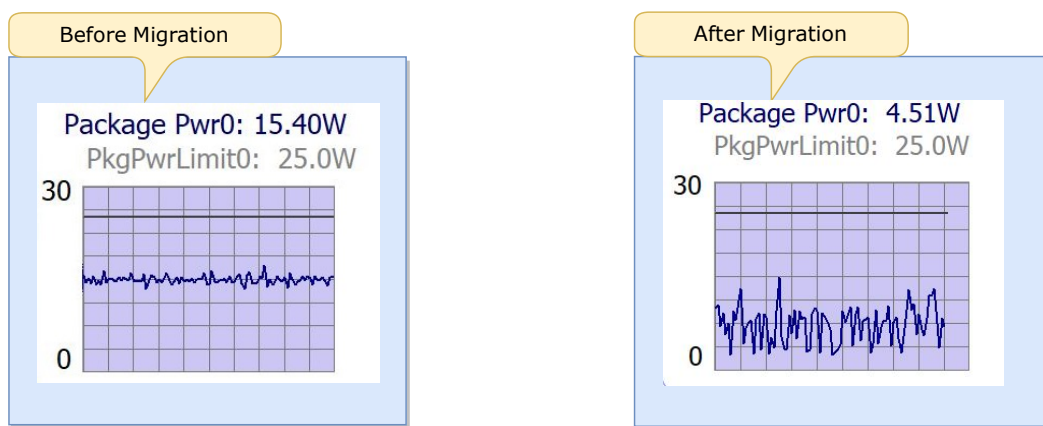 Before Migration
Package Pwr0: 15.40W
PkgPwrLimit0: 25.0W
30
0
After Migration
Package Pwr0: 4.51W
PkgPwrLimit0: 25.0W
30
0